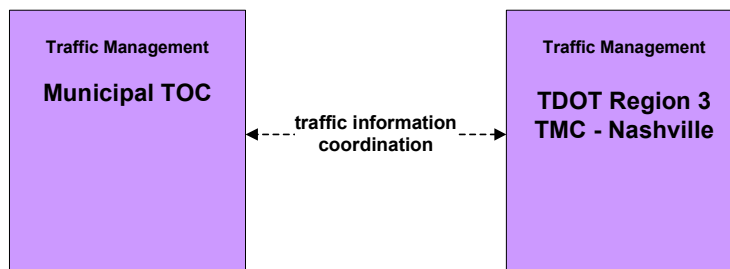 Traffic Management
Municipal TOC
traffic information
coordination
Traffic Management
TDOT Region 3
TMC - Nashville